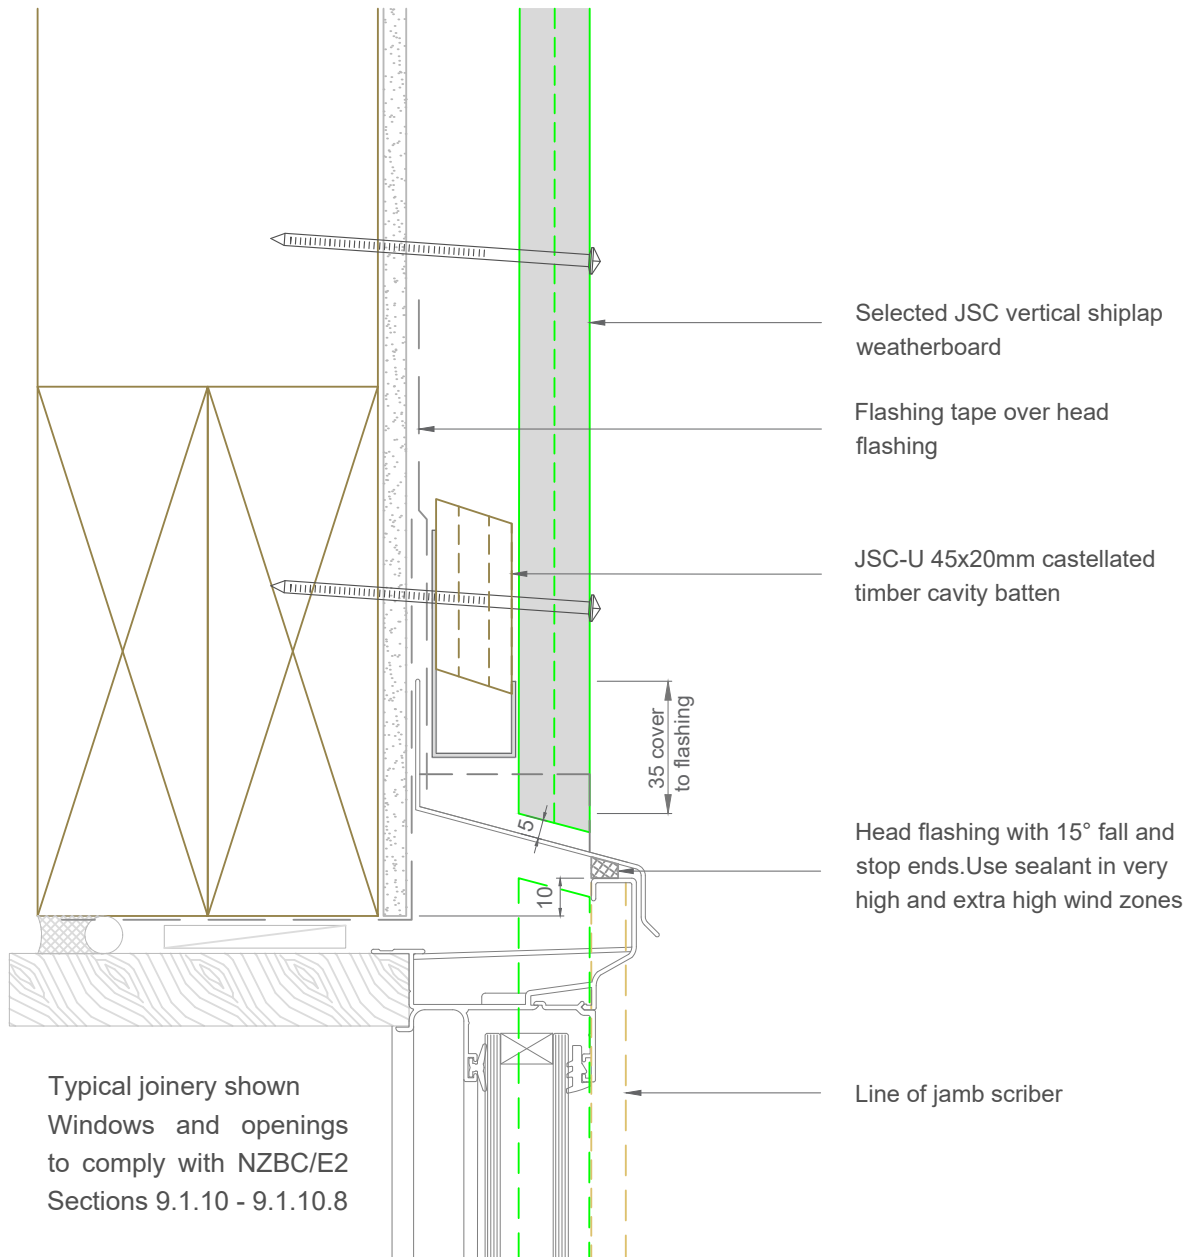 Selected JSC vertical shiplap
weatherboard
Flashing tape over head
flashing
JSC-U 45x20mm castellated
timber cavity batten
35 cover
to flashing
5
10
Head flashing with 15° fall and
stop ends.Use sealant in very
high and extra high wind zones
Line of jamb scriber
Typical joinery shown
Windows and openings
to comply with NZBC/E2
Sections 9.1.10 - 9.1.10.8